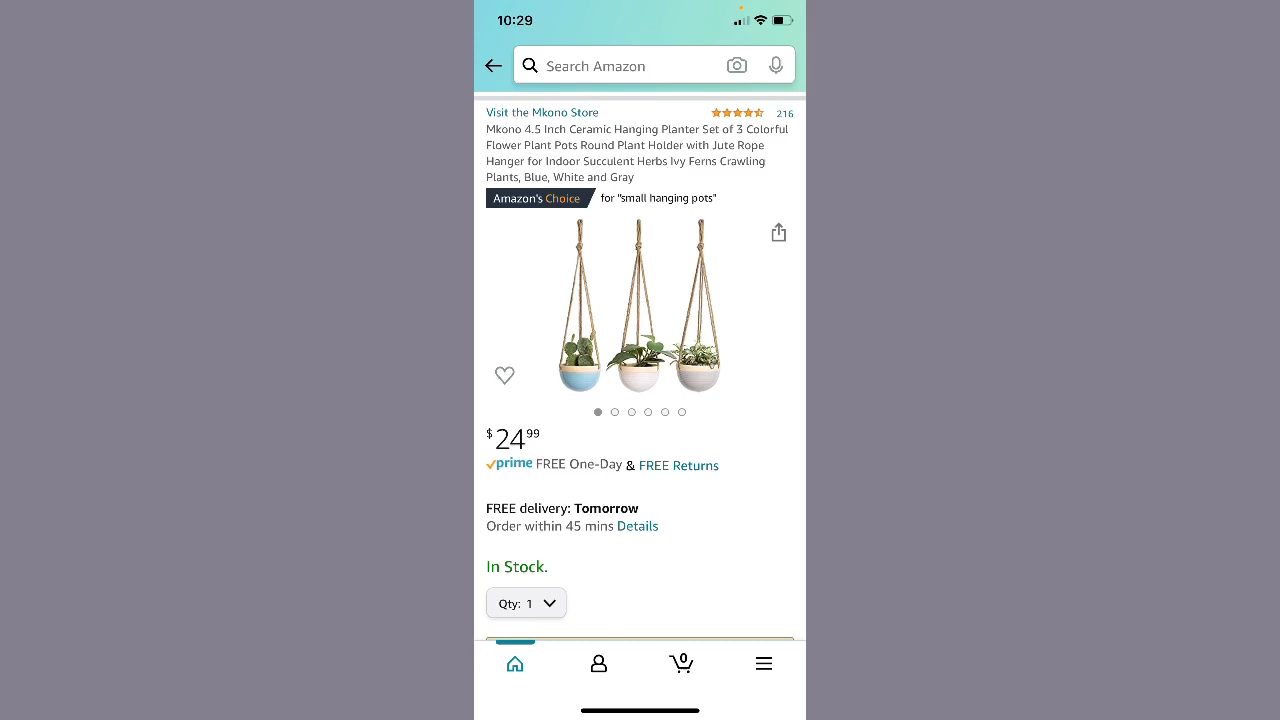 10:29
Search Amazon
Visit the Mkono Store 216
Mkono 4.5 Inch Ceramic Hanging Planter Set of 3 Colorful
Flower Plant Pots Round Plant Holder with Jute Rope
Hanger for Indoor Succulent Herbs Ivy Ferns Crawling
Plants, Blue, White and Gray
Amazon's Choice for "small hanging pots"
$24.99
prime FREE One-Day & FREE Returns
FREE delivery: Tomorrow
Order within 45 mins Details
In Stock.
Qty: 1
0